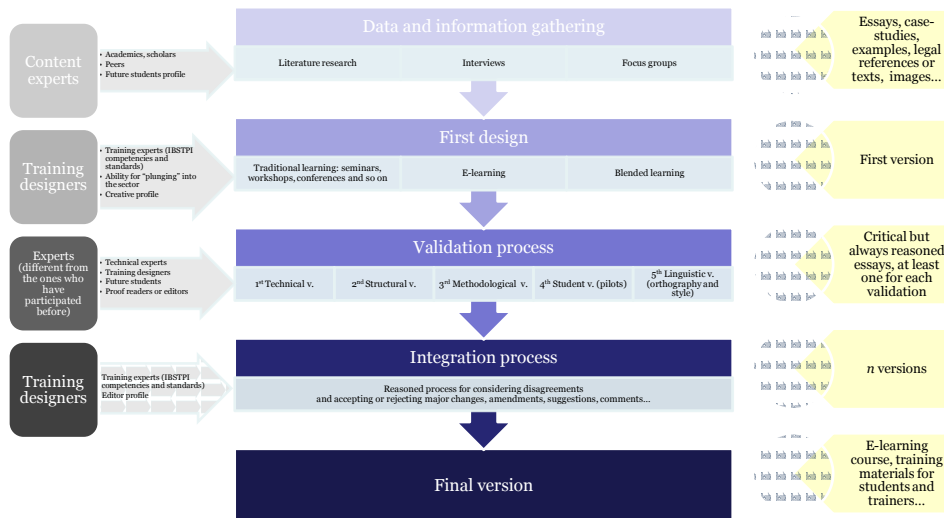 Content
experts
• Academics, scholars
• Peers
• Future students profile
Data and information gathering
Literature research
Interviews
Focus groups
Essays, case-
studies,
examples, legal
references or
texts, images...
Training
designers
• Training experts (IBSTPI
competencies and
standards)
• Ability for “plunging” into
the sector
• Creative profile
First design
Traditional learning: seminars,
workshops, conferences and so on
E-learning
Blended learning
First version
Experts
(different from
the ones who
have
participated
before)
• Technical experts
• Training designers
• Future students
• Proof readers or editors
Validation process
1st Technical v.
2nd Structural v.
3rd Methodological v.
4th Student v. (pilots)
5th Linguistic v.
(orthography and
style)
Critical but
always reasoned
essays, at least
one for each
validation
Training
designers
Training experts (IBSTPI
competencies and standards)
Editor profile
Integration process
Reasoned process for considering disagreements
and accepting or rejecting major changes, amendments, suggestions, comments...
n versions
Final version
E-learning
course, training
materials for
students and
trainers...